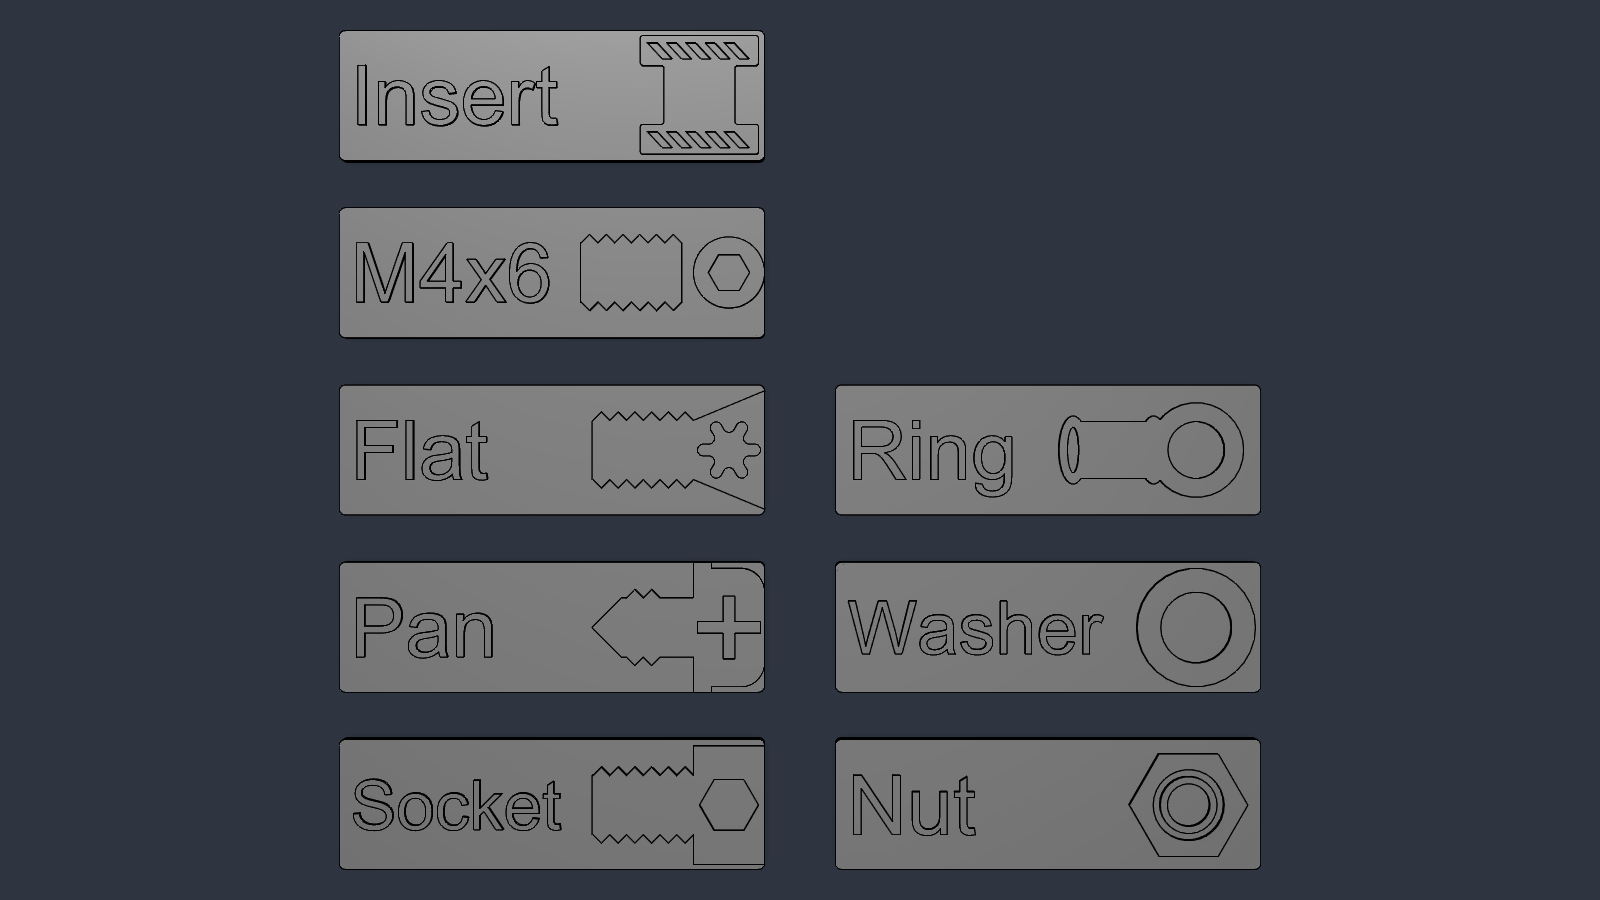 Insert
M4x6
Flat
Ring
Pan
Washer
Socket
Nut